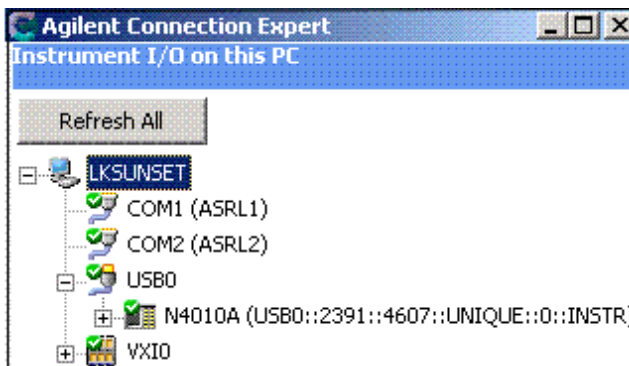 Agilent Connection Expert
Instrument I/O on this PC
Refresh All
LKSUNSET
COM1 (ASRL1)
COM2 (ASRL2)
USB0
N4010A (USB0::2391::4607::UNIQUE::0::INSTR)
VXI0